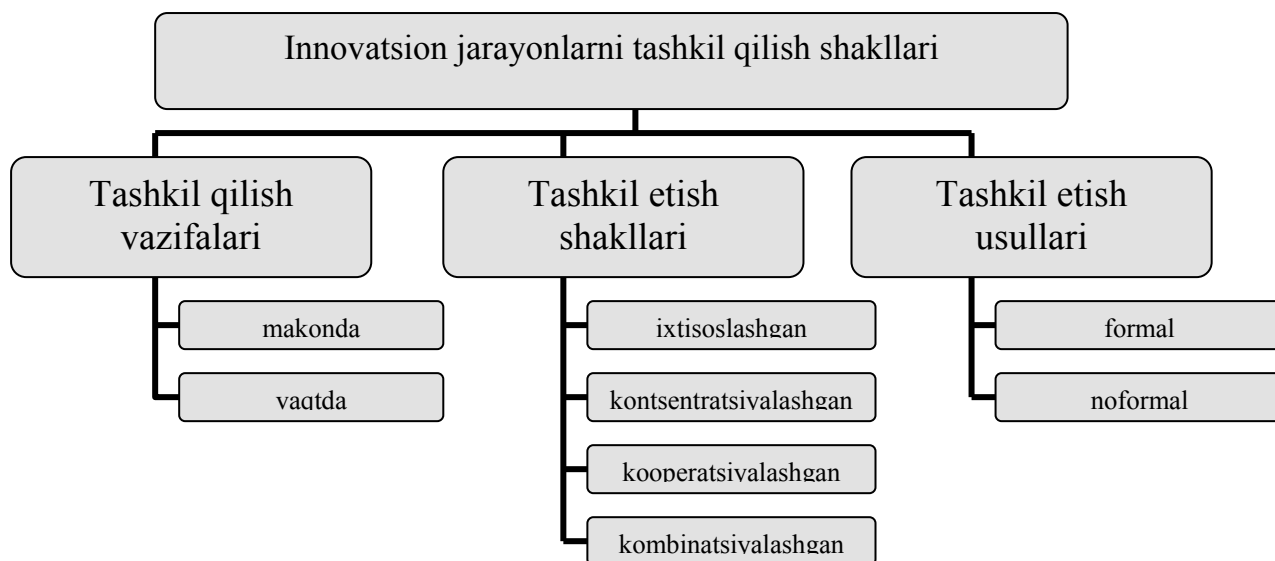 Innovatsion jarayonlarni tashkil qilish shakllari
Tashkil qilish
vazifalari
makonda
vaqtda
Tashkil etish
shakllari
ixtisoslashgan
kontsentratsiyalashgan
kooperatsiyalashgan
kombinatsiyalashgan
Tashkil etish
usullari
formal
noformal